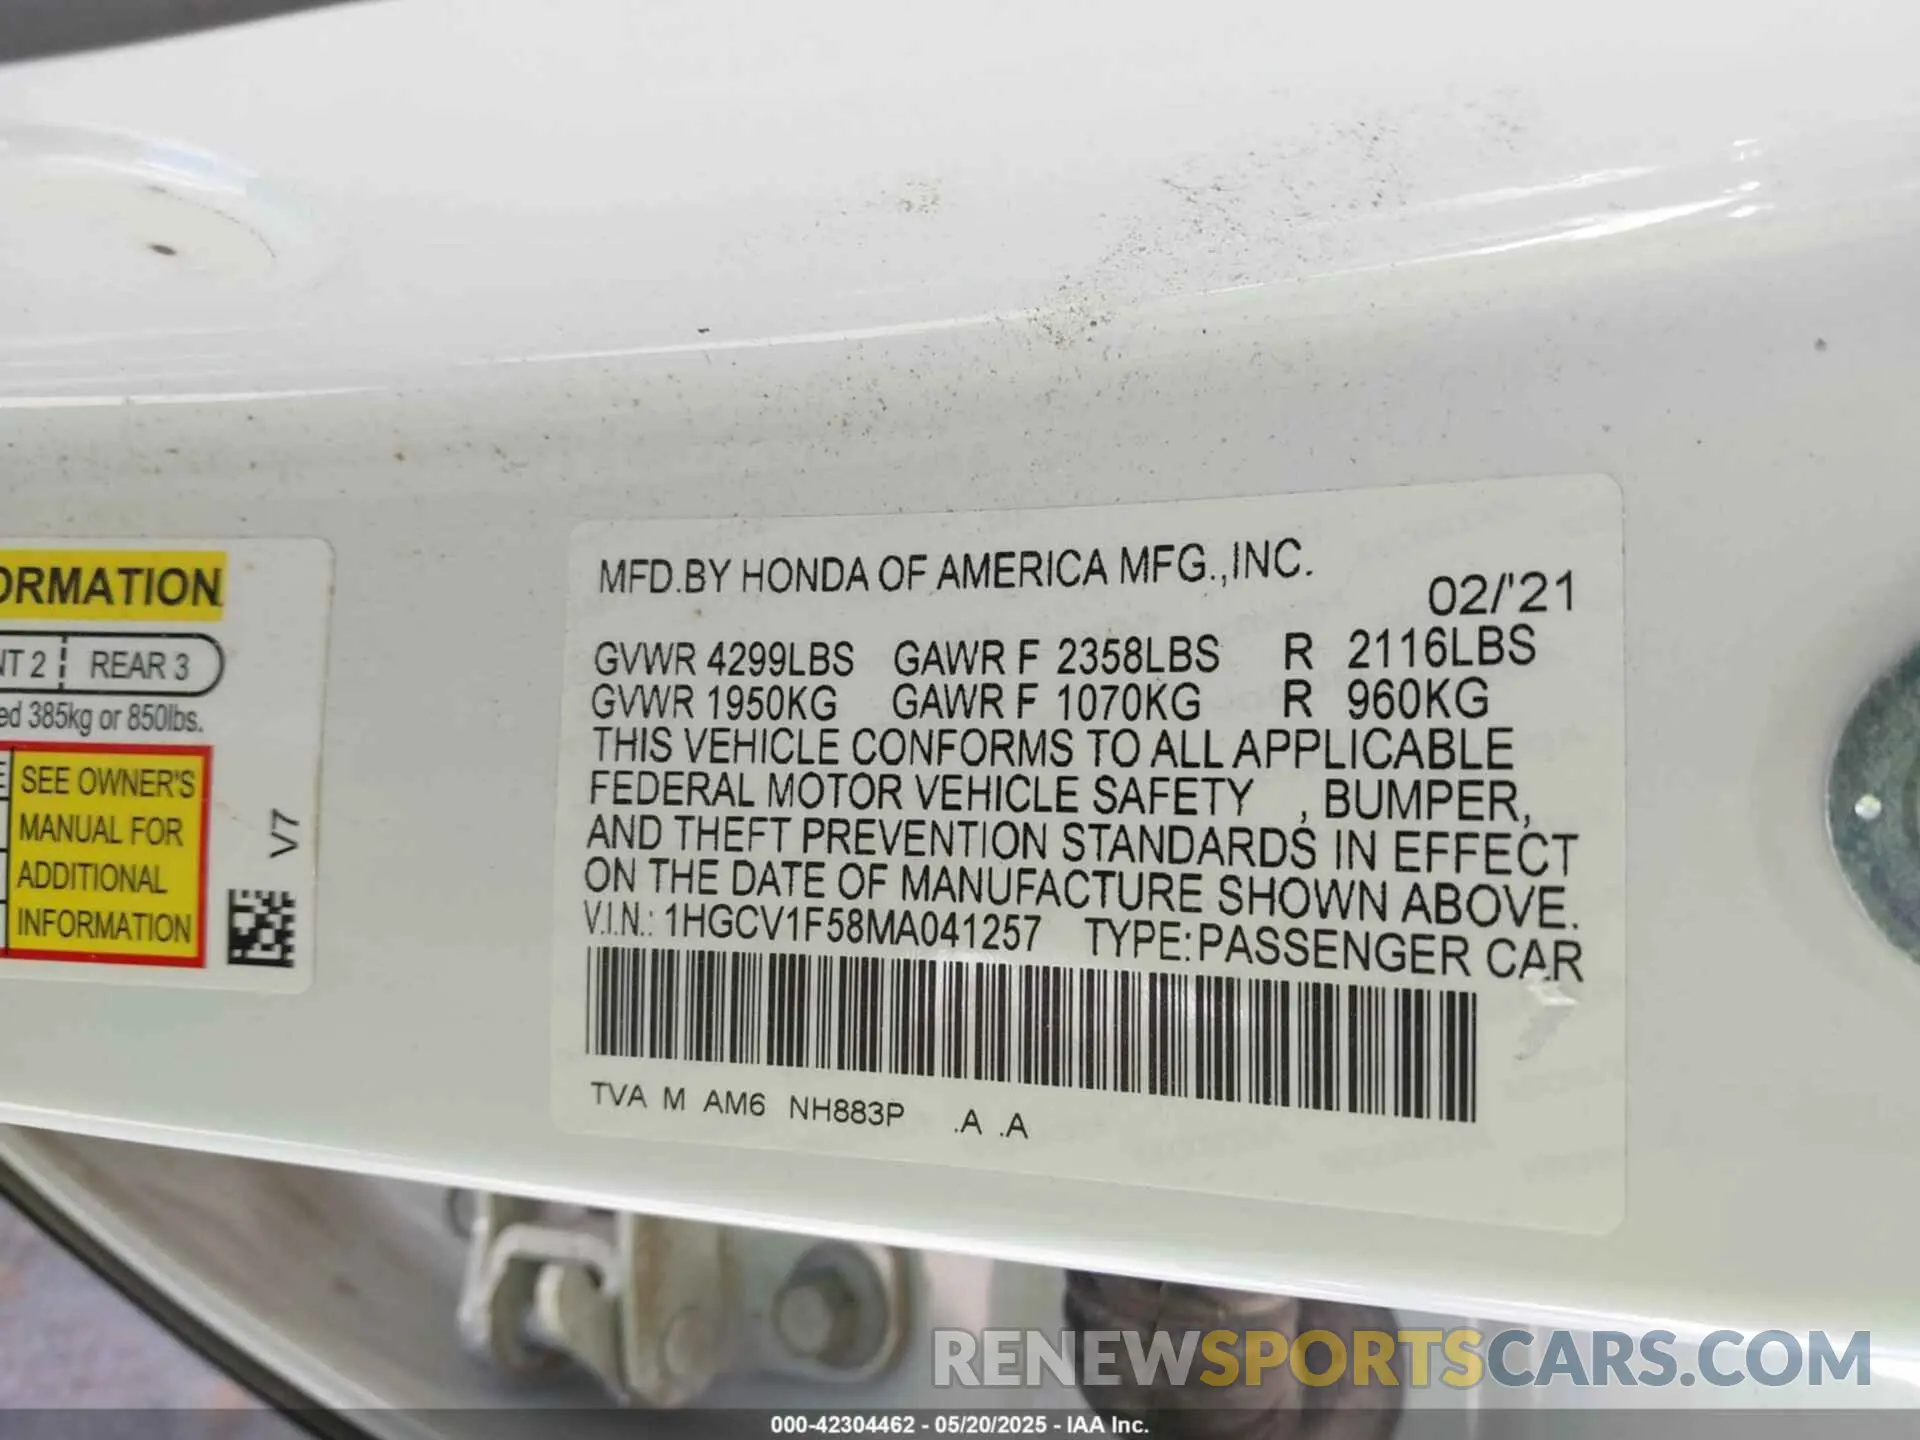 ORMATION
NT 2 REAR 3
ed 385kg or 850lbs.
SEE OWNER'S
MANUAL FOR
ADDITIONAL
INFORMATION
V7
MFD.BY HONDA OF AMERICA MFG.,INC.
02/'21
GVWR 4299LBS GAWR F 2358LBS R 2116LBS
GVWR 1950KG GAWR F 1070KG R 960KG
THIS VEHICLE CONFORMS TO ALL APPLICABLE
FEDERAL MOTOR VEHICLE SAFETY , BUMPER,
AND THEFT PREVENTION STANDARDS IN EFFECT
ON THE DATE OF MANUFACTURE SHOWN ABOVE.
V.I.N.: 1HGCV1F58MA041257 TYPE:PASSENGER CAR
TVA M AM6 NH883P .A .A
RENEWSPORTSCARS.COM
000-42304462 - 05/20/2025 - IAA Inc.